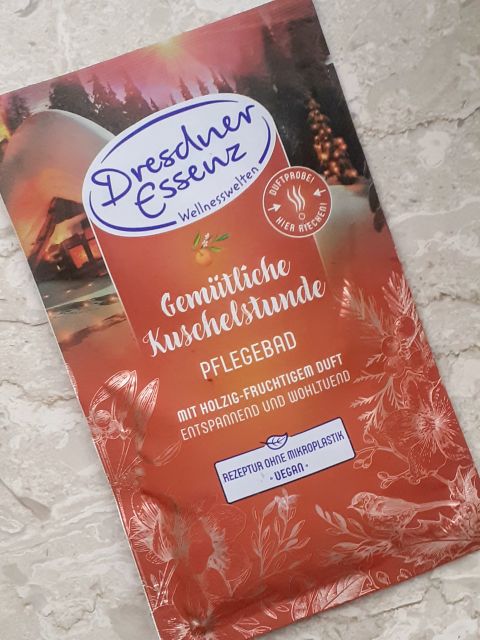 Dresdner
Essenz
Wellnesswelten
DUFTPROBE!
HIER RIECHEN!
Gemütliche
Kuschelstunde
PFLEGEBAD
MIT HOLZIG-FRUCHTIGEM DUFT
ENTSPANNEND UND WOHLTUEND
REZEPTUR OHNE MIKROPLASTIK
• VEGAN •